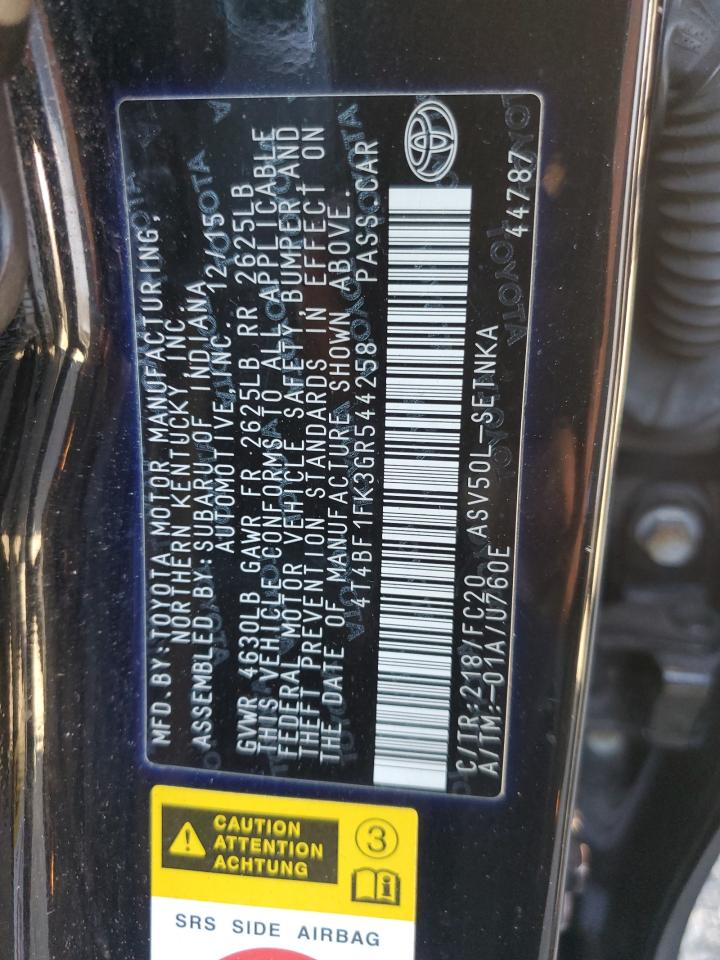 MFD.BY:TOYOTA MOTOR MANUFACTURING,
NORTHERN KENTUCKY INC.
ASSEMBLED BY:SUBARU OF INDIANA
AUTOMOTIVE,INC. 12/15
GVWR 4630LB GAWR FR 2625LB RR 2625LB
THIS VEHICLE CONFORMS TO ALL APPLICABLE
FEDERAL MOTOR VEHICLE SAFETY, BUMPER AND
THEFT PREVENTION STANDARDS IN EFFECT ON
THE DATE OF MANUFACTURE SHOWN ABOVE.
4T4BF1FK3GR544258 PASS.CAR
C/TR:218/FC20 ASV50L-SETNKA
A/TM:-01A/U760E 44787
CAUTION
ATTENTION
ACHTUNG
3
SRS SIDE AIRBAG